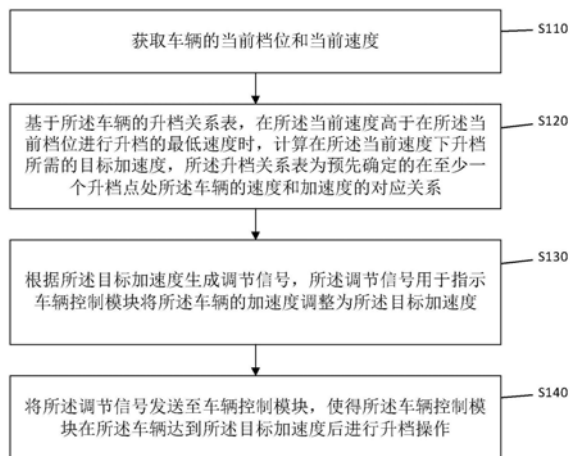 获取车辆的当前档位和当前速度
S110
基于所述车辆的升档关系表，在所述当前速度高于在所述当
前档位进行升档的最低速度时，计算在所述当前速度下升档
所需的目标加速度，所述升档关系表为预先确定的在至少一
个升档点处所述车辆的速度和加速度的对应关系
S120
根据所述目标加速度生成调节信号，所述调节信号用于指示
车辆控制模块将所述车辆的加速度调整为所述目标加速度
S130
将所述调节信号发送至车辆控制模块，使得所述车辆控制模
块在所述车辆达到所述目标加速度后进行升档操作
S140